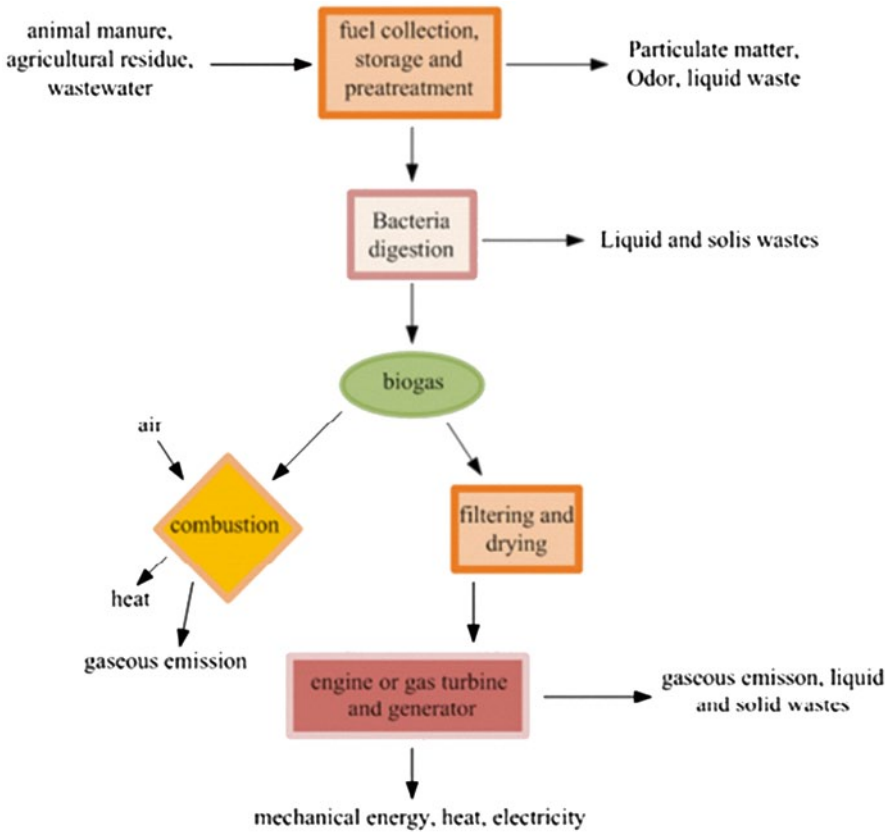 animal manure,
agricultural residue,
wastewater
fuel collection,
storage and
pretreatment
Particulate matter,
Odor, liquid waste
Bacteria
digestion
Liquid and solis wastes
biogas
air
combustion
filtering and
drying
heat
gaseous emission
engine or gas turbine
and generator
gaseous emisson, liquid
and solid wastes
mechanical energy, heat, electricity